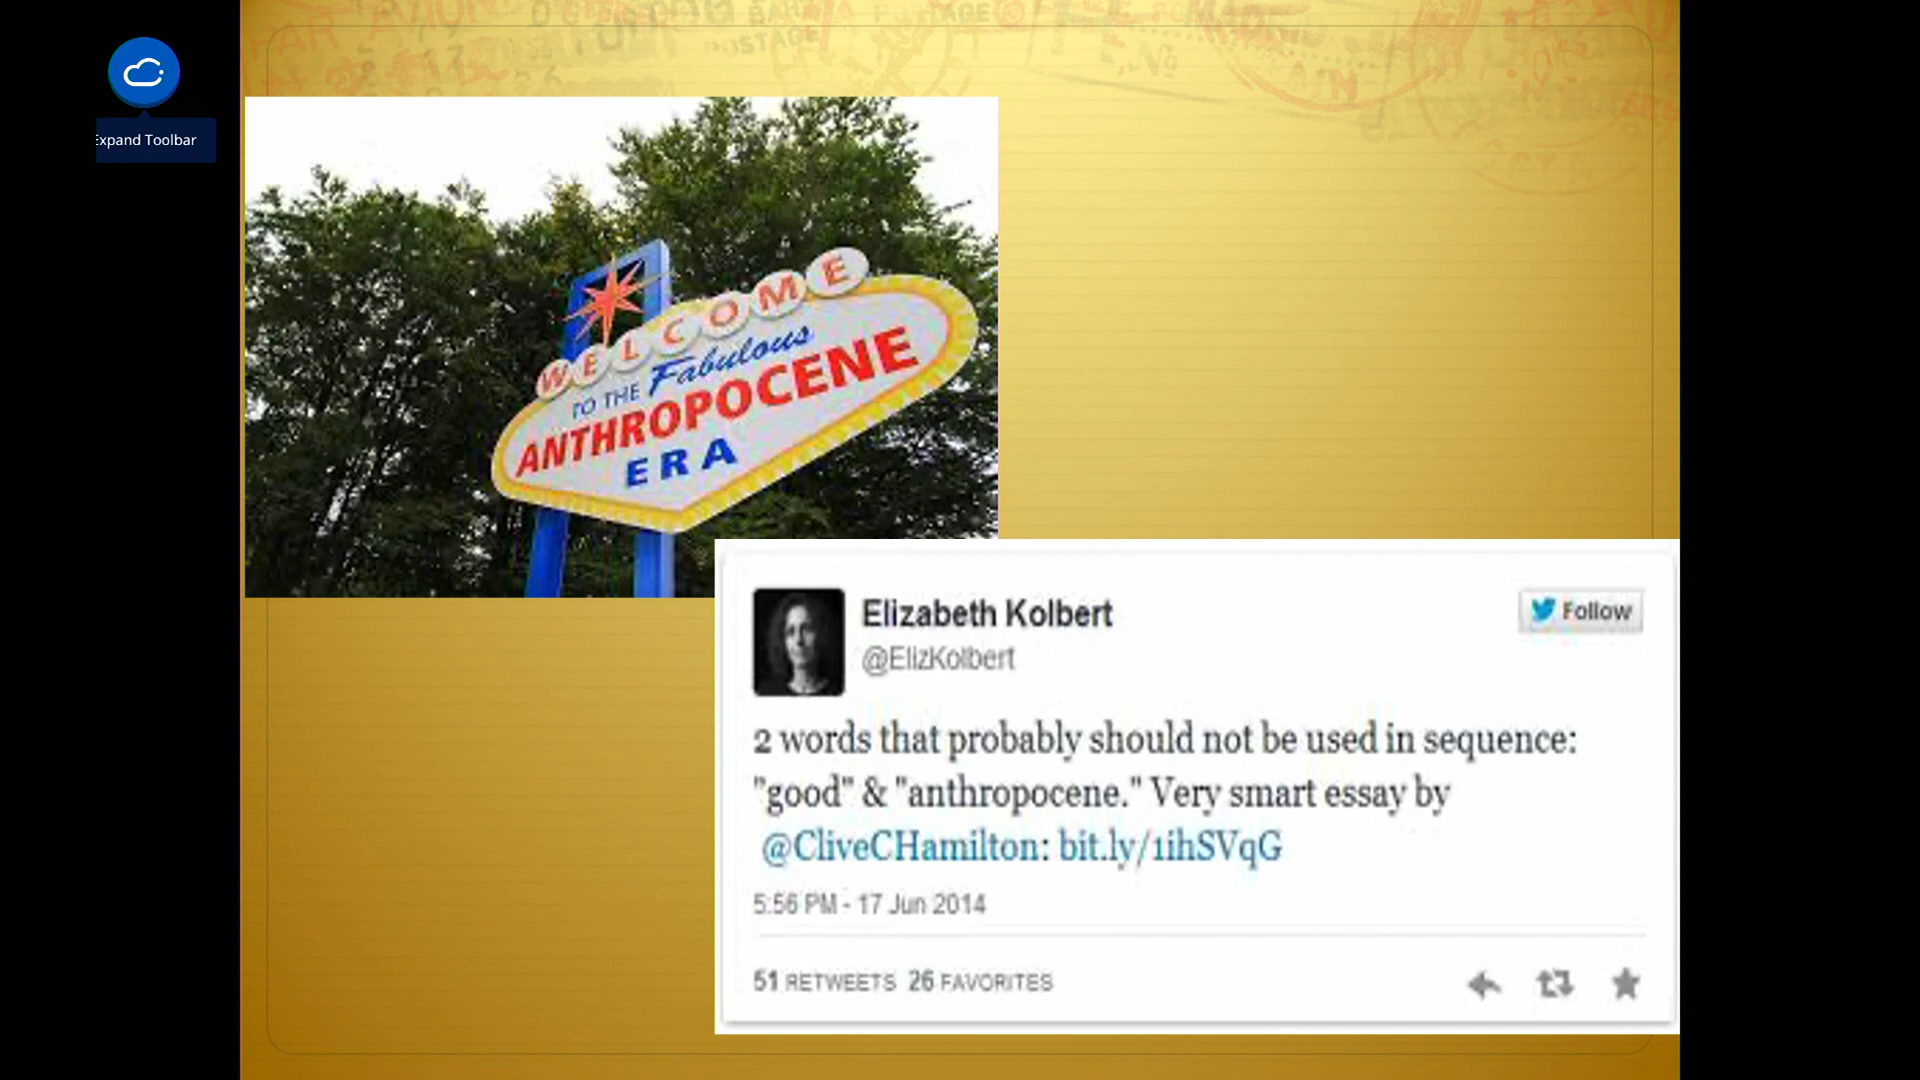 POSTAGE
Expand Toolbar
WELCOME
TO THE Fabulous
ANTHROPOCENE
ERA
Elizabeth Kolbert
@ElizKolbert
Follow
2 words that probably should not be used in sequence:
"good" & "anthropocene." Very smart essay by
@CliveCHamilton: bit.ly/1ihSVqG
5:56 PM - 17 Jun 2014
51 RETWEETS 26 FAVORITES